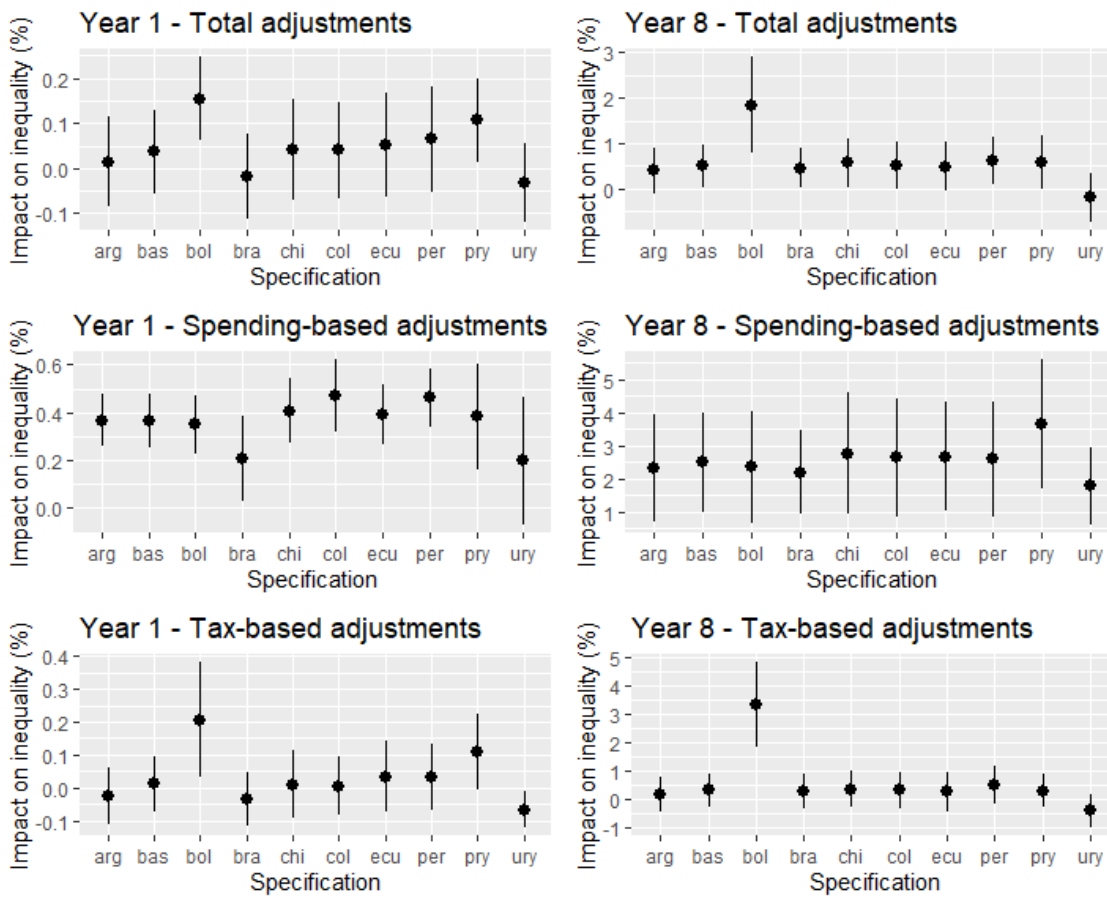 Year 1 - Total adjustments
Impact on inequality (%)
0.2
0.1
0.0
-0.1
arg bas bol bra chi col ecu per pry ury
Specification
Year 8 - Total adjustments
Impact on inequality (%)
3
2
1
0
arg bas bol bra chi col ecu per pry ury
Specification
Year 1 - Spending-based adjustments
Impact on inequality (%)
0.6
0.4
0.2
0.0
arg bas bol bra chi col ecu per pry ury
Specification
Year 8 - Spending-based adjustments
Impact on inequality (%)
5
4
3
2
1
arg bas bol bra chi col ecu per pry ury
Specification
Year 1 - Tax-based adjustments
Impact on inequality (%)
0.4
0.3
0.2
0.1
0.0
-0.1
arg bas bol bra chi col ecu per pry ury
Specification
Year 8 - Tax-based adjustments
Impact on inequality (%)
5
4
3
2
1
0
-1
arg bas bol bra chi col ecu per pry ury
Specification